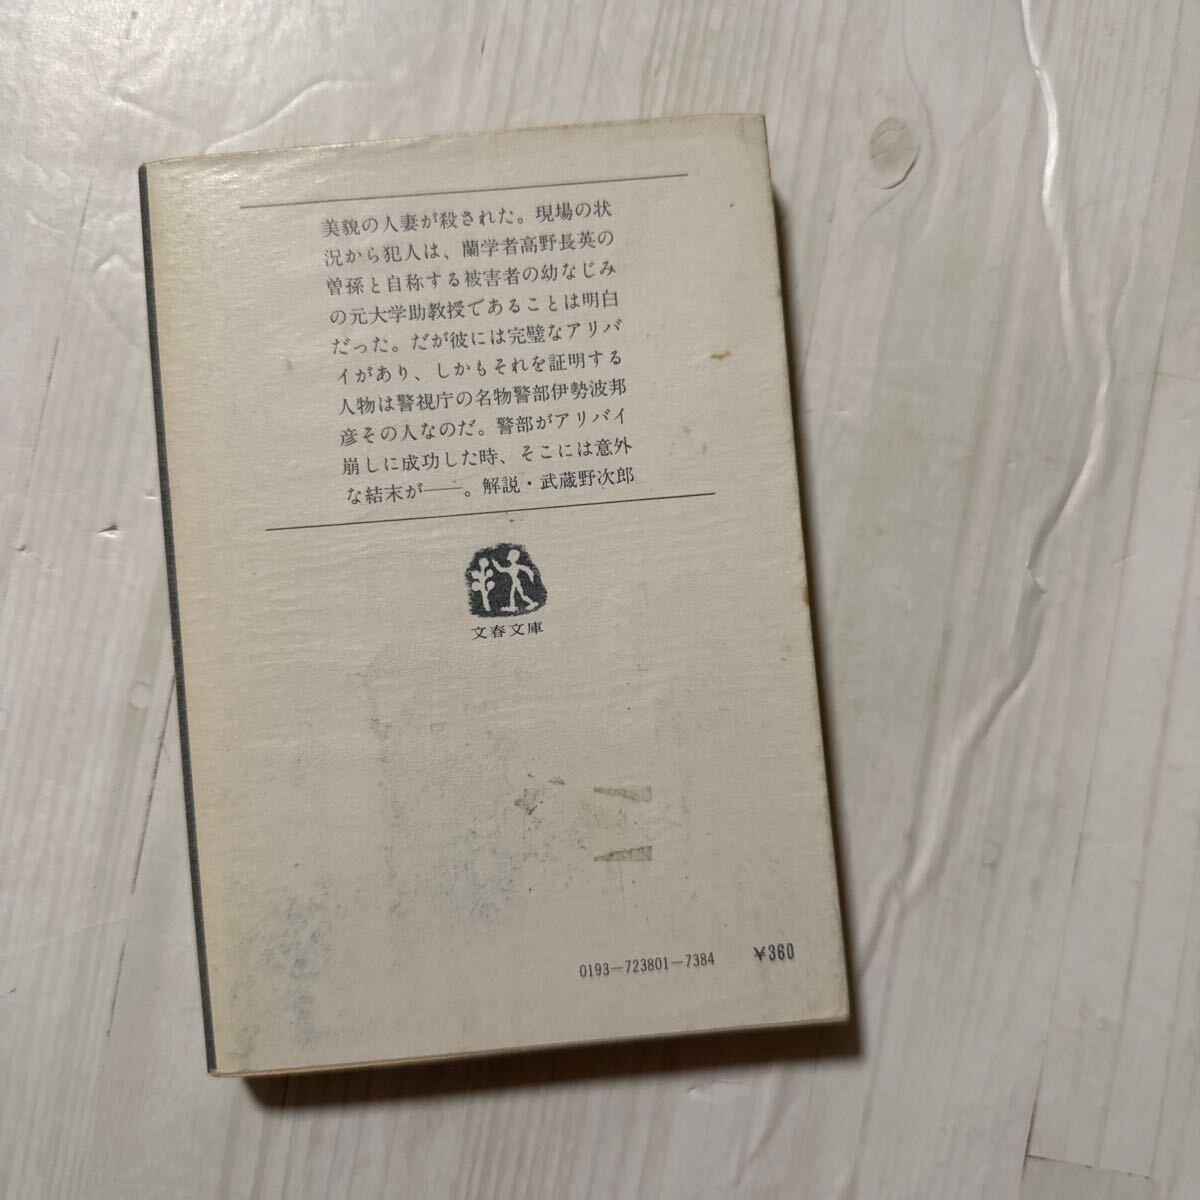 美貌の人妻が殺された。現場の状
況から犯人は、蘭学者高野長英の
曽孫と自称する被害者の幼なじみ
の元大学助教授であることは明白
だった。だが彼には完璧なアリバ
イがあり、しかもそれを証明する
人物は警視庁の名物警部伊勢波邦
彦その人なのだ。警部がアリバイ
崩しに成功した時、そこには意外
な結末が――。解説・武蔵野次郎
文春文庫
0193-723801-7384 ¥360